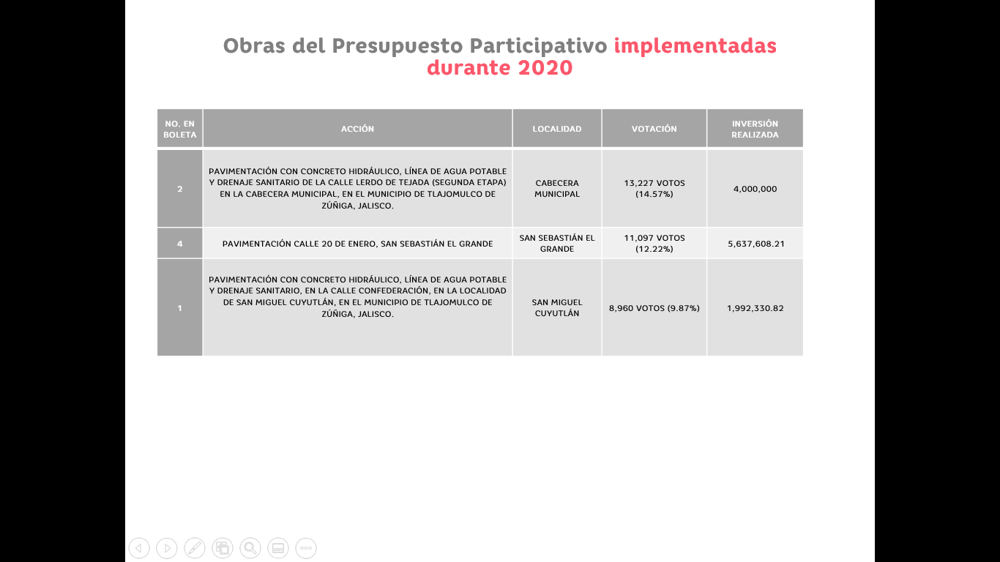 Obras del Presupuesto Participativo implementadas
durante 2020
NO. EN
BOLETA
ACCIÓN
LOCALIDAD
VOTACIÓN
INVERSIÓN
REALIZADA
2
PAVIMENTACIÓN CON CONCRETO HIDRÁULICO, LÍNEA DE AGUA POTABLE
Y DRENAJE SANITARIO DE LA CALLE LERDO DE TEJADA (SEGUNDA ETAPA)
EN LA CABECERA MUNICIPAL, EN EL MUNICIPIO DE TLAJOMULCO DE
ZÚÑIGA, JALISCO.
CABECERA
MUNICIPAL
13,227 VOTOS
(14.57%)
4,000,000
4
PAVIMENTACIÓN CALLE 20 DE ENERO, SAN SEBASTIÁN EL GRANDE
SAN SEBASTIÁN EL
GRANDE
11,097 VOTOS
(12.22%)
5,637,608.21
1
PAVIMENTACIÓN CON CONCRETO HIDRÁULICO, LÍNEA DE AGUA POTABLE
Y DRENAJE SANITARIO, EN LA CALLE CONFEDERACIÓN, EN LA LOCALIDAD
DE SAN MIGUEL CUYUTLÁN, EN EL MUNICIPIO DE TLAJOMULCO DE
ZÚÑIGA, JALISCO.
SAN MIGUEL
CUYUTLÁN
8,960 VOTOS (9.87%)
1,992,330.82